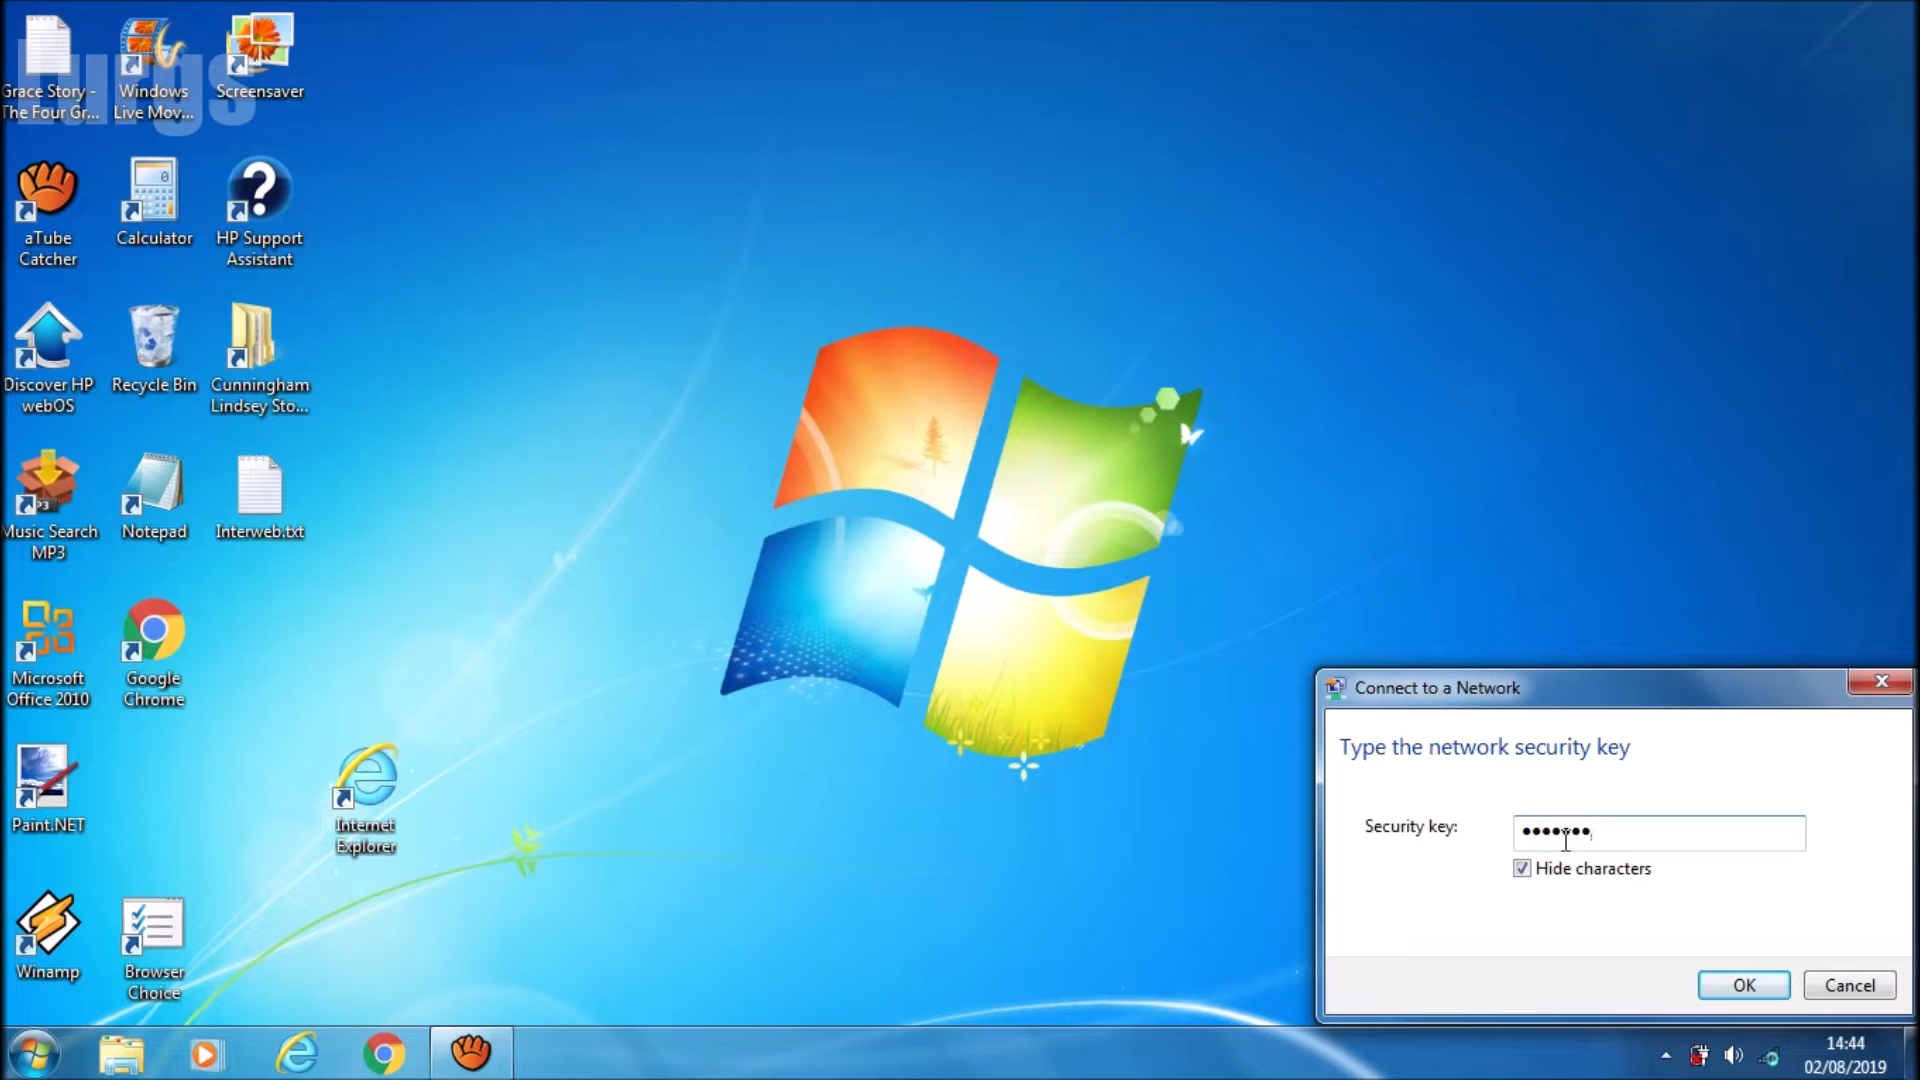 Lurgs
Grace Story -
The Four Gr...
Windows
Live Mov...
Screensaver
aTube
Catcher
Calculator
0
HP Support
Assistant
Discover HP
webOS
Recycle Bin
Cunningham
Lindsey Sto...
Music Search
MP3
Notepad
Interweb.txt
Microsoft
Office 2010
Google
Chrome
Paint.NET
Internet
Explorer
Winamp
Browser
Choice
Connect to a Network
Type the network security key
Security key:
•••••••
Hide characters
OK
Cancel
14:44
02/08/2019